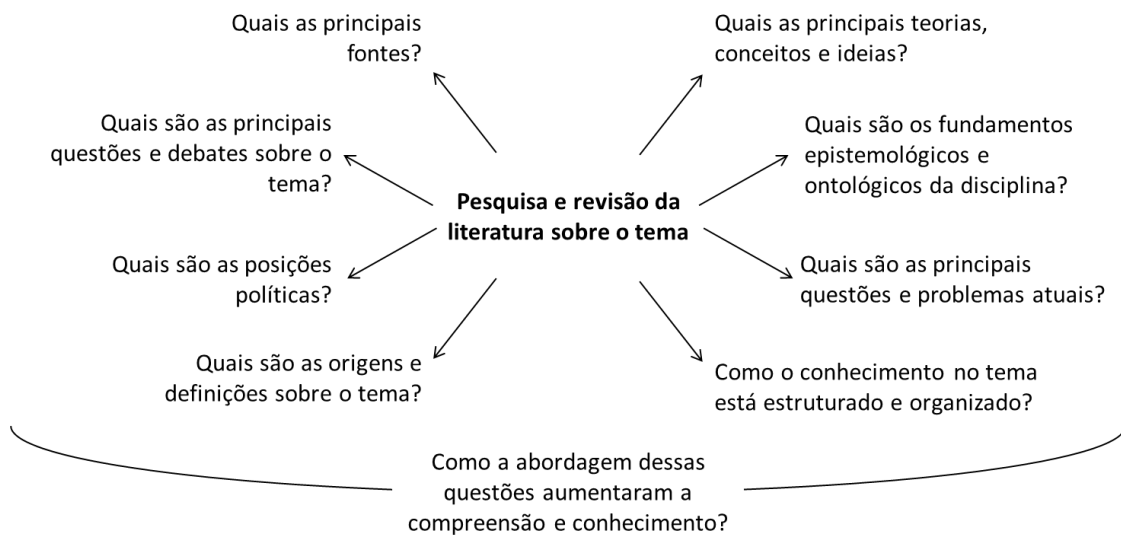 Quais as principais
fontes?
Quais as principais teorias,
conceitos e ideias?
Quais são as principais
questões e debates sobre o
tema?
Quais são os fundamentos
epistemológicos e
ontológicos da disciplina?
Pesquisa e revisão da
literatura sobre o tema
Quais são as posições
políticas?
Quais são as principais
questões e problemas atuais?
Quais são as origens e
definições sobre o tema?
Como o conhecimento no tema
está estruturado e organizado?
Como a abordagem dessas
questões aumentaram a
compreensão e conhecimento?